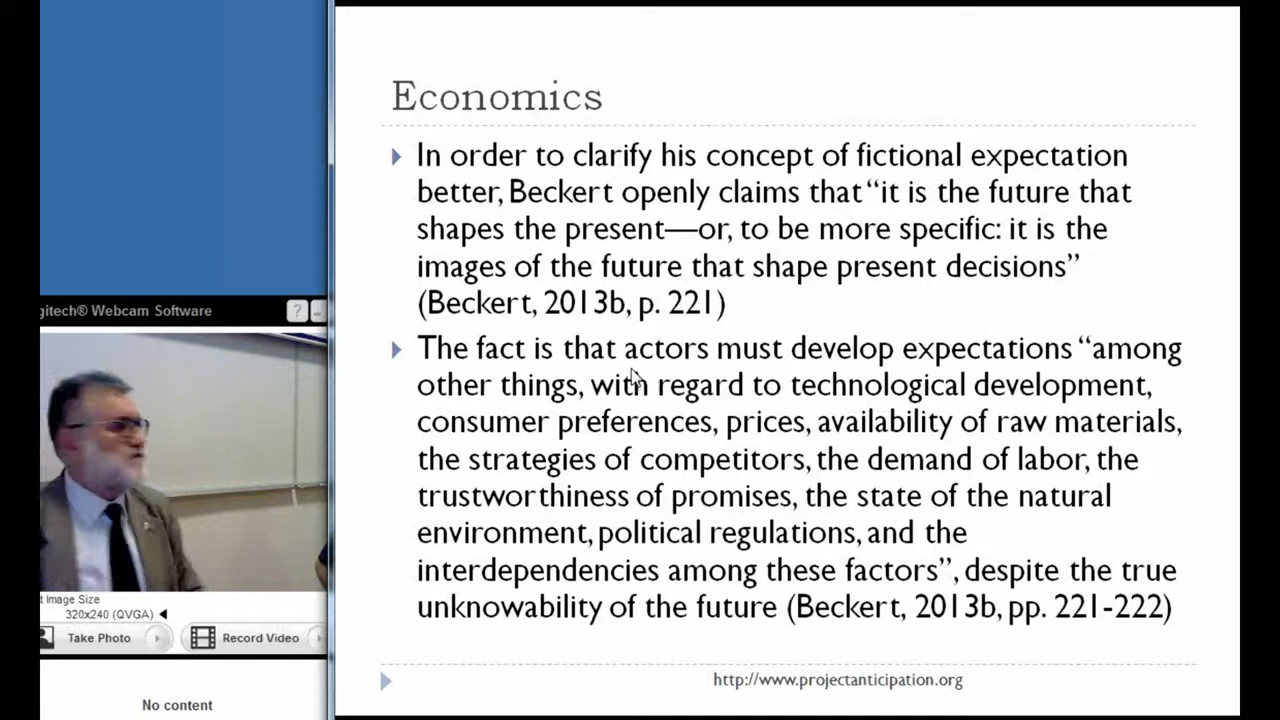 Economics
In order to clarify his concept of fictional expectation
better, Beckert openly claims that “it is the future that
shapes the present—or, to be more specific: it is the
images of the future that shape present decisions”
(Beckert, 2013b, p. 221)
The fact is that actors must develop expectations “among
other things, with regard to technological development,
consumer preferences, prices, availability of raw materials,
the strategies of competitors, the demand of labor, the
trustworthiness of promises, the state of the natural
environment, political regulations, and the
interdependencies among these factors”, despite the true
unknowability of the future (Beckert, 2013b, pp. 221-222)
http://www.projectanticipation.org
gitech® Webcam Software
t Image Size
320x240 (QVGA)
Take Photo
Record Video
No content